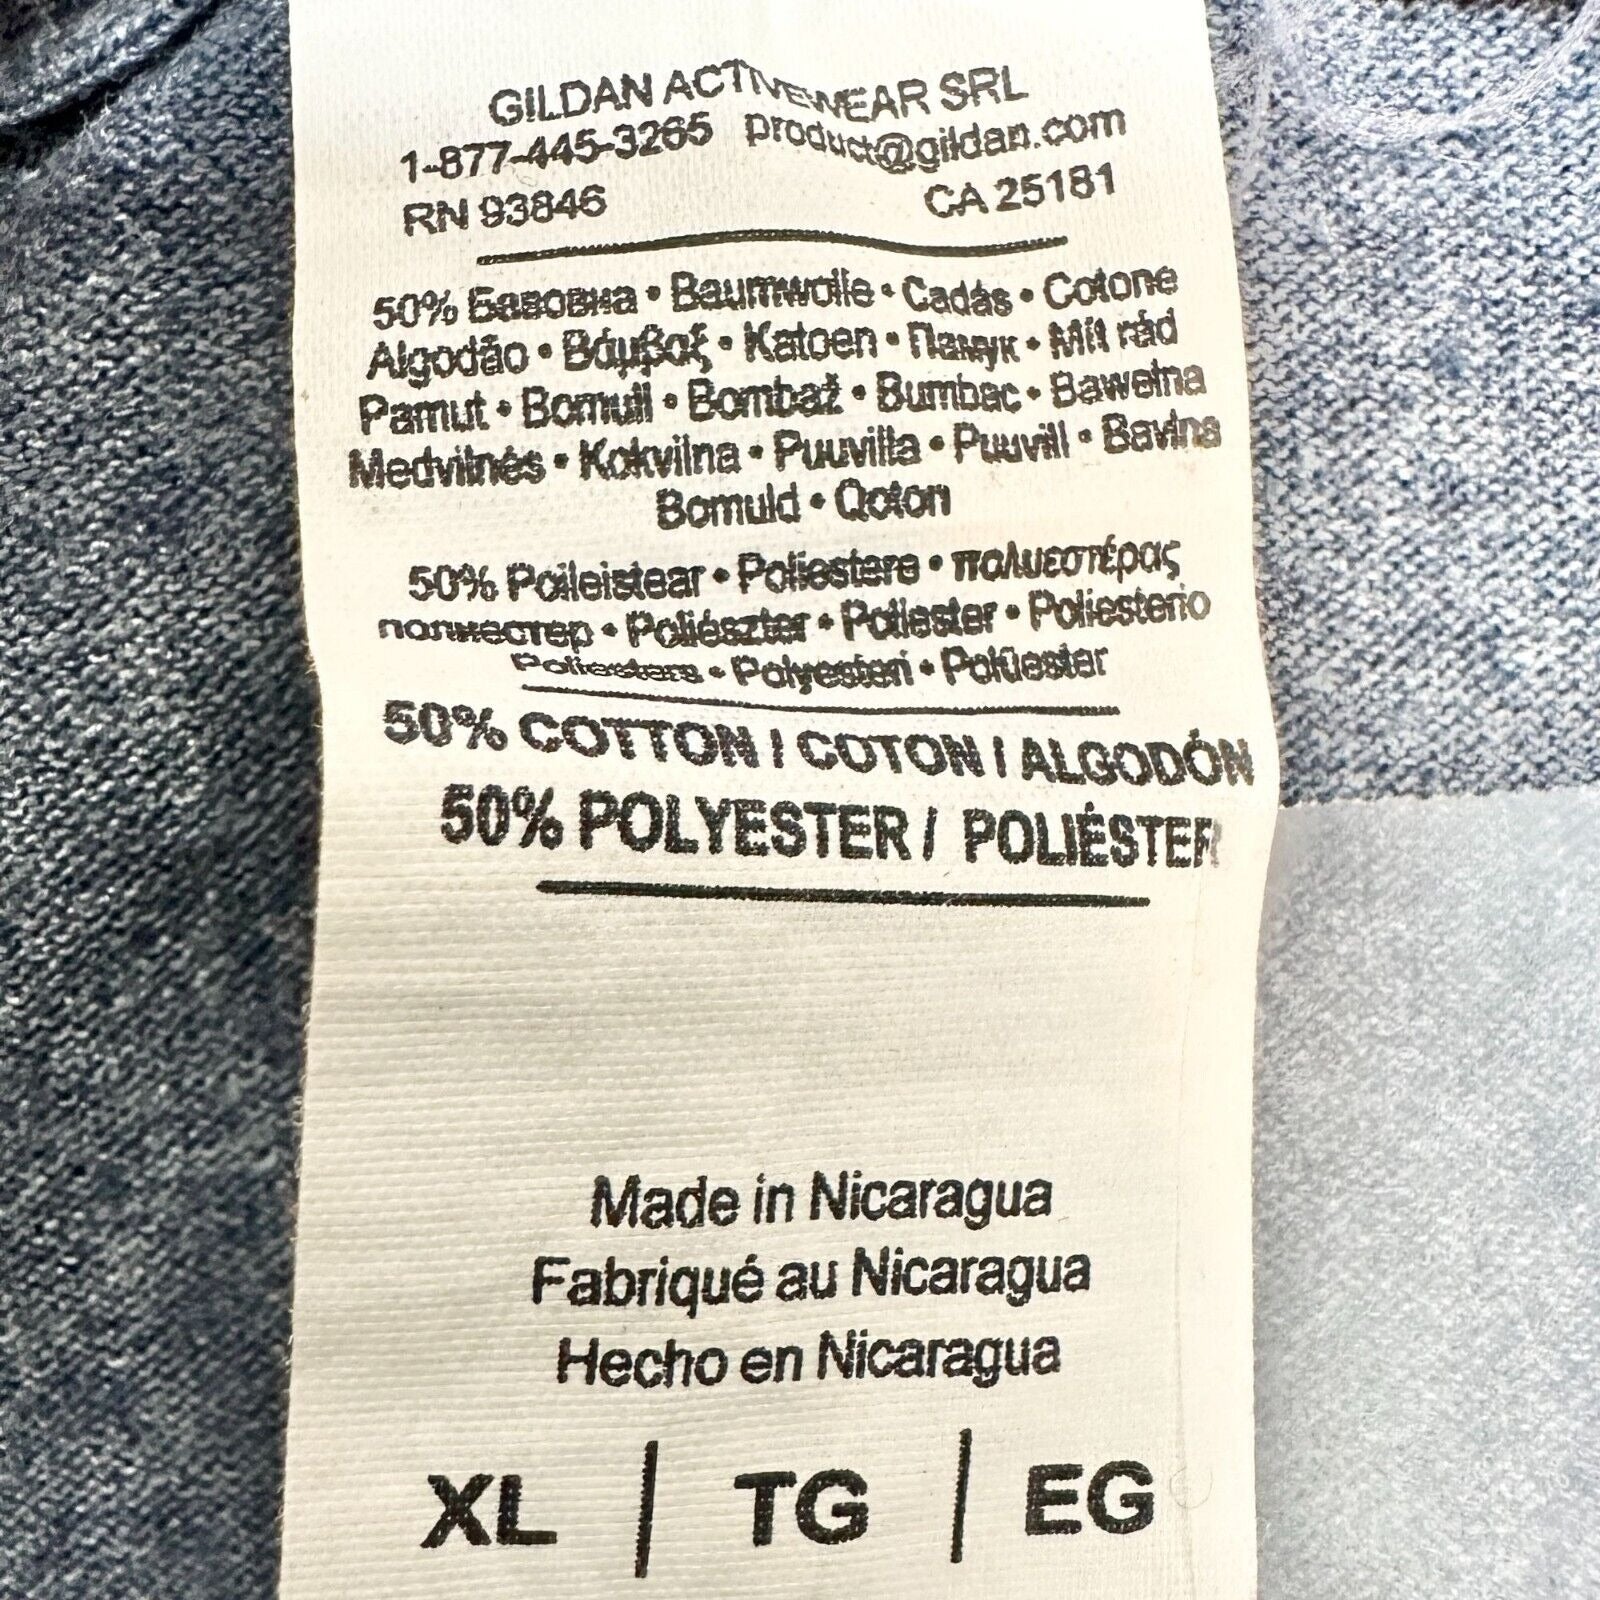 GILDAN ACTIVEWEAR SRL
1-877-445-3265 product@gildan.com
RN 93846 CA 25181
50% Бавовна • Baumwolle • Cadás • Cotone
Algodão • Βάμβαξ • Katoen • Памук • Mil ràd
Pamut • Bomull • Bombaž • Bumbac • Bawełna
Medvilnės • Kokvilna • Puuvilla • Puuvill • Bavlna
Bomuld • Qoton
50% Poileistear • Poliestere • πολυεστέρας
полиестер • Poliészter • Poliester • Poliesterio
Poliesters • Polyesteri • Polüester
50% COTTON / COTON / ALGODÓN
50% POLYESTER / POLIÉSTER
Made in Nicaragua
Fabriqué au Nicaragua
Hecho en Nicaragua
XL | TG | EG